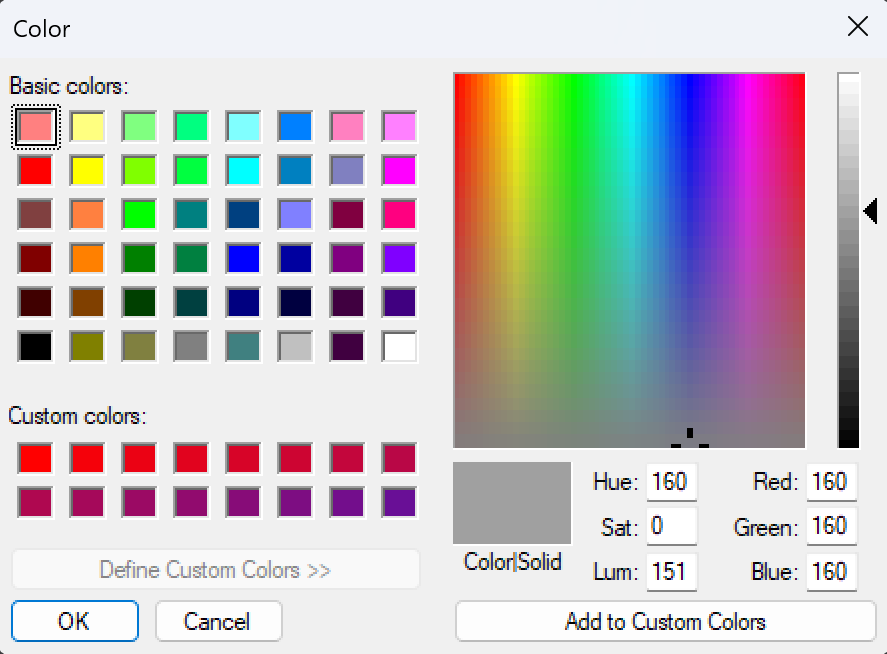 Color
Basic colors:
Custom colors:
Define Custom Colors >>
OK
Cancel
Color|Solid
Hue: 160
Sat: 0
Lum: 151
Red: 160
Green: 160
Blue: 160
Add to Custom Colors